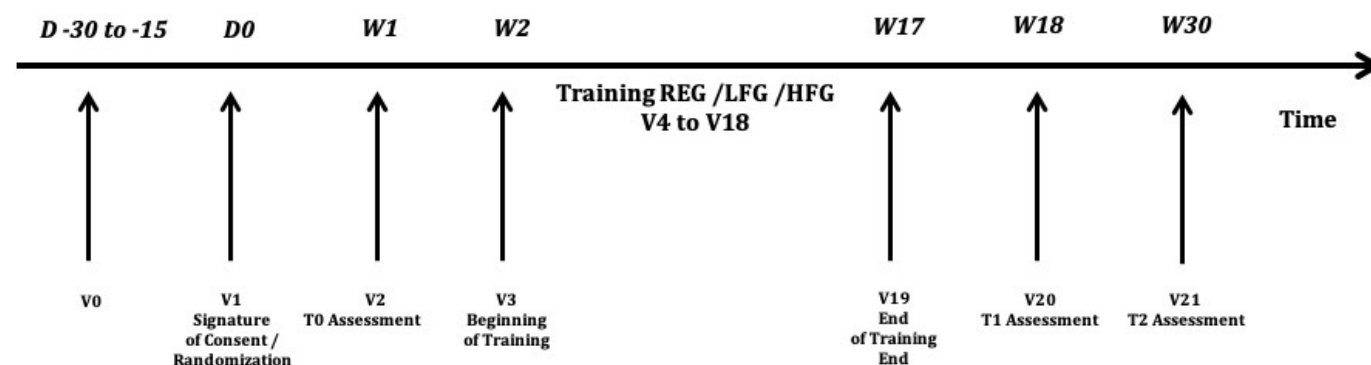 D -30 to -15 D0 W1 W2 W17 W18 W30
Training REG /LFG /HFG
V4 to V18
Time
V0
V1
Signature
of Consent /
Randomization
V2
T0 Assessment
V3
Beginning
of Training
V19
End
of Training
End
V20
T1 Assessment
V21
T2 Assessment